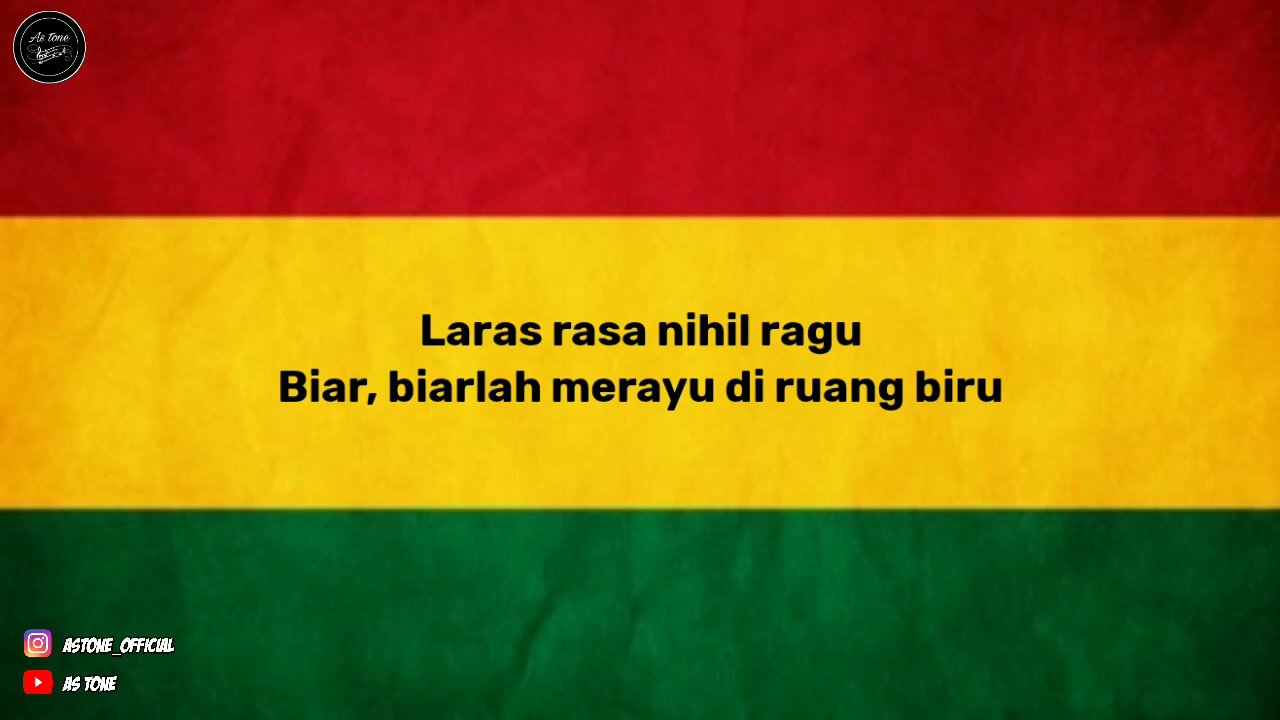 As Tone
Laras rasa nihil ragu
Biar, biarlah merayu di ruang biru
ASTONE_OFFICIAL
AS TONE